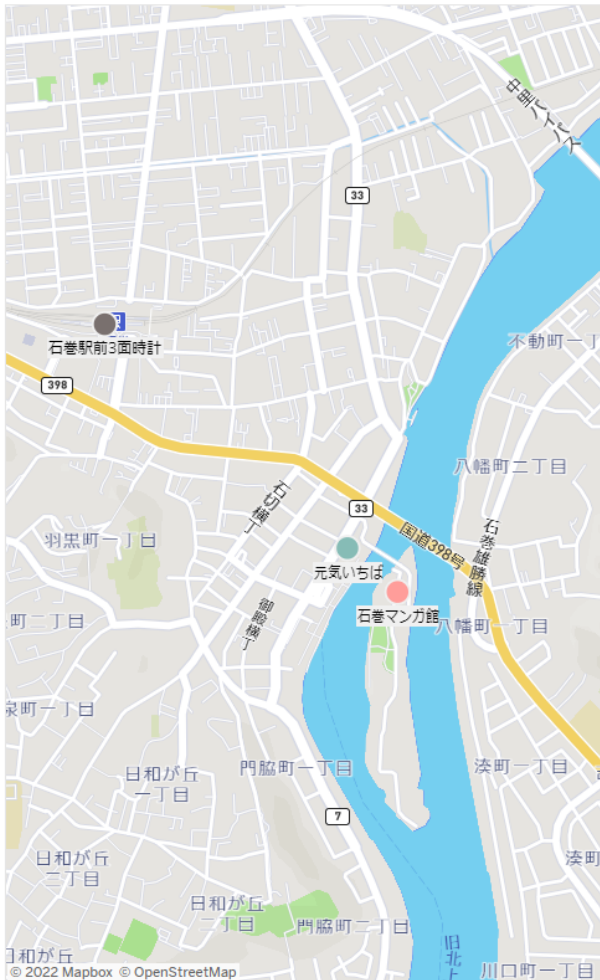 中里バイパス
33
石巻駅前3面時計
不動町一丁
398
八幡町二丁目
石切横丁
33
国道398号
石巻雄勝線
羽黒町一丁目
元気いちば
石巻マンガ館
御殿横丁
町二丁目
八幡町一丁目
泉町一丁目
門脇町一丁目
湊町一丁目
日和が丘
一丁目
7
日和が丘
二丁目
湊町
日和が丘
二丁目
門脇町二丁目
日和が丘
旧北上
川口町一丁目
© 2022 Mapbox © OpenStreetMap